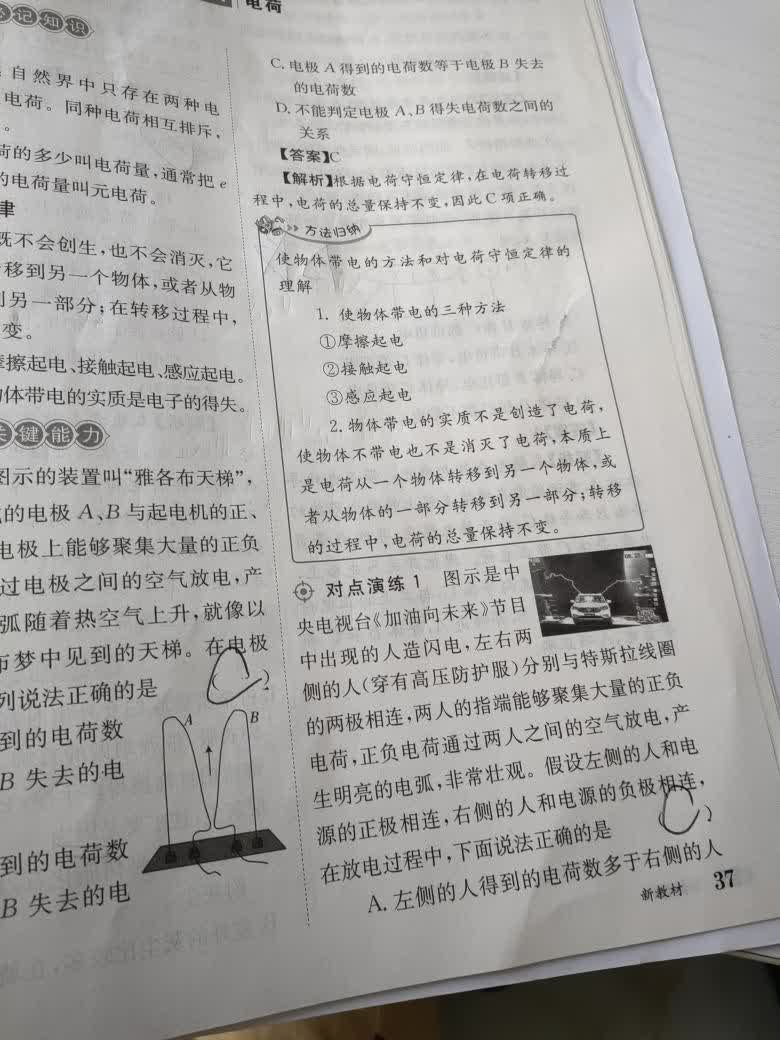 电荷
必记知识
自然界中只存在两种电
电荷。同种电荷相互排斥，
。
荷的多少叫电荷量，通常把 e
的电荷量叫元电荷。
律
既不会创生，也不会消灭，它
移到另一个物体，或者从物
到另一部分；在转移过程中，
变。
摩擦起电、接触起电、感应起电。
物体带电的实质是电子的得失。
关键能力
图示的装置叫“雅各布天梯”，
的电极 A、B 与起电机的正、
电极上能够聚集大量的正负
过电极之间的空气放电，产
弧随着热空气上升，就像以
布梦中见到的天梯。在电极
列说法正确的是
C
到的电荷数
B 失去的电
到的电荷数
B 失去的电
A
B
C. 电极 A 得到的电荷数等于电极 B 失去
的电荷数
D. 不能判定电极 A、B 得失电荷数之间的
关系
【答案】C
【解析】根据电荷守恒定律，在电荷转移过
程中，电荷的总量保持不变，因此 C 项正确。
方法归纳
使物体带电的方法和对电荷守恒定律的
理解
1. 使物体带电的三种方法
①摩擦起电
②接触起电
③感应起电
2. 物体带电的实质不是创造了电荷，
使物体不带电也不是消灭了电荷，本质上
是电荷从一个物体转移到另一个物体，或
者从物体的一部分转移到另一部分；转移
的过程中，电荷的总量保持不变。
对点演练 1 图示是中
央电视台《加油向未来》节目
中出现的人造闪电，左右两
侧的人（穿有高压防护服）分别与特斯拉线圈
的两极相连，两人的指端能够聚集大量的正负
电荷，正负电荷通过两人之间的空气放电，产
生明亮的电弧，非常壮观。假设左侧的人和电
源的正极相连，右侧的人和电源的负极相连，
在放电过程中，下面说法正确的是
C ）
A. 左侧的人得到的电荷数多于右侧的人
新教材 37